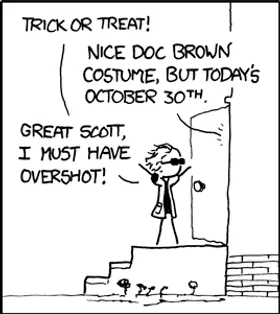 TRICK OR TREAT!
NICE DOC BROWN
COSTUME, BUT TODAY'S
OCTOBER 30TH.
GREAT SCOTT,
I MUST HAVE
OVERSHOT!